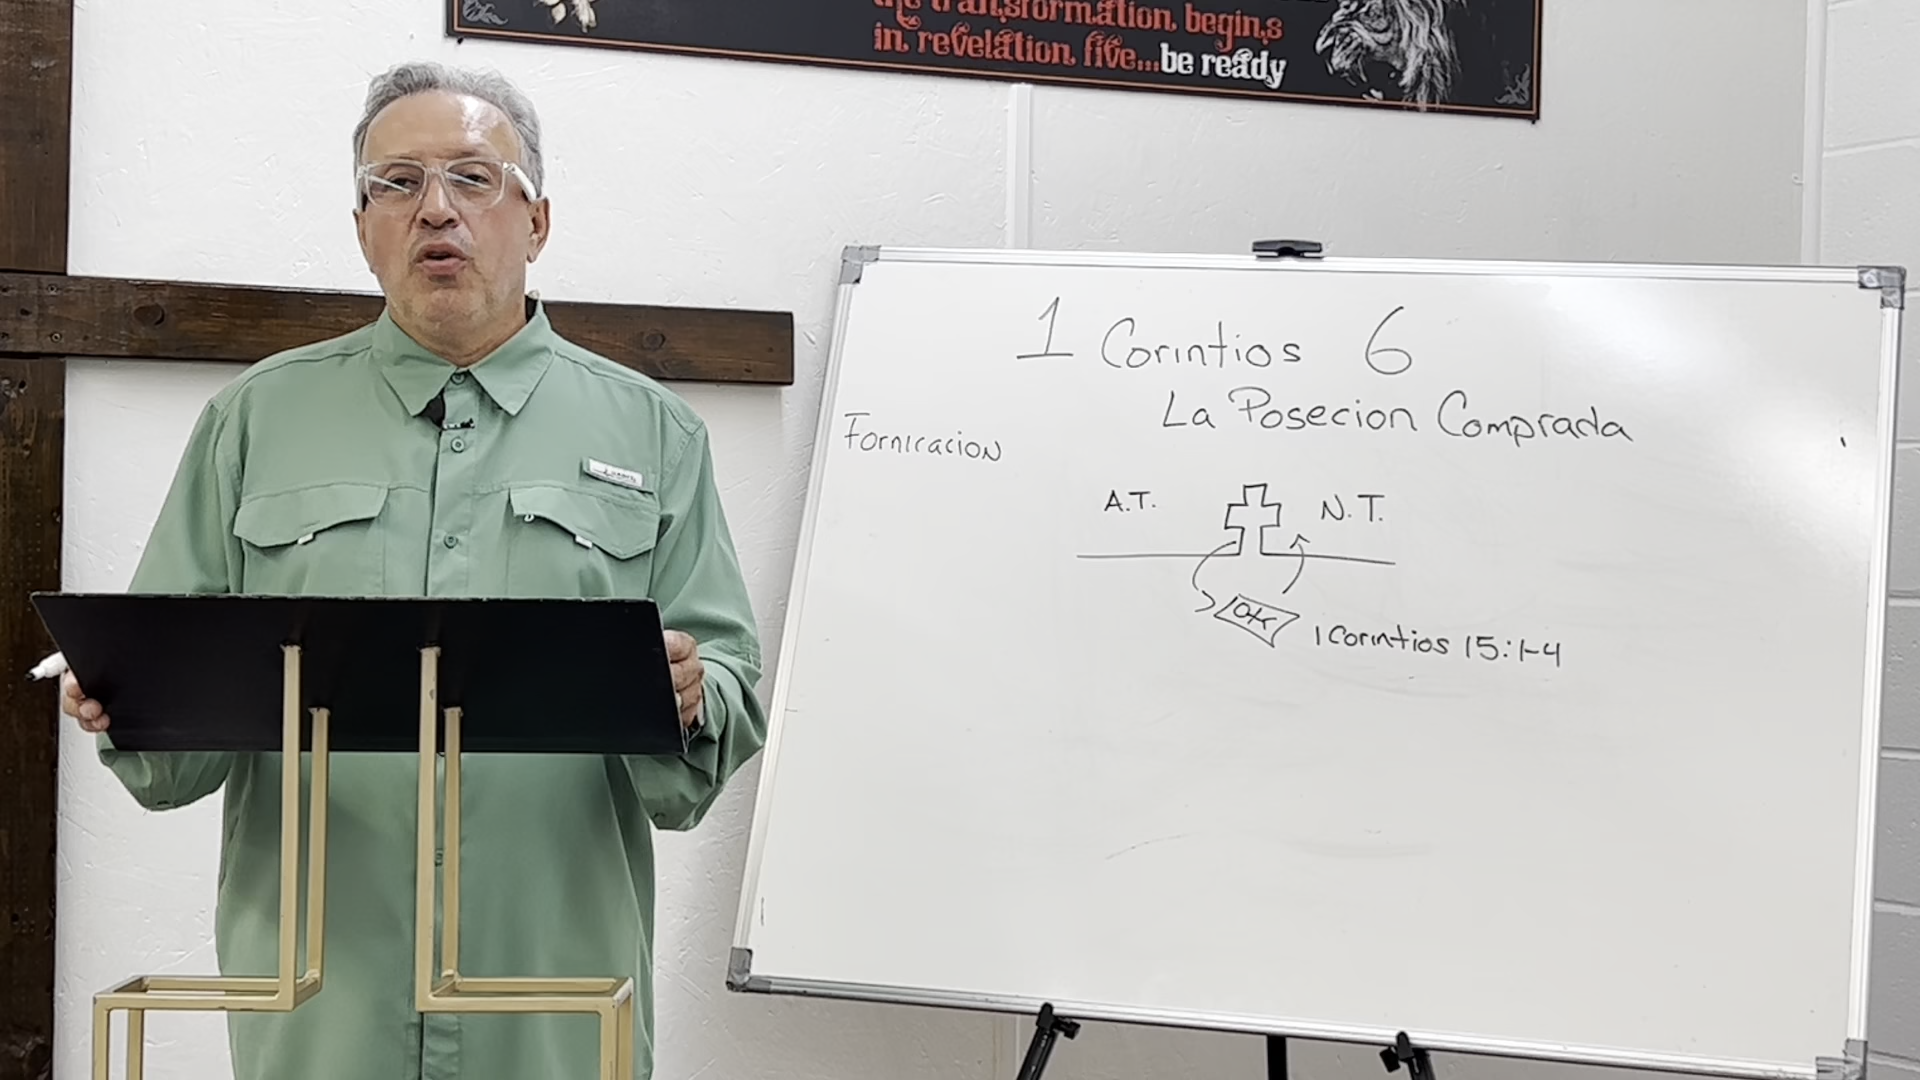 the transformation begins
in revelation five...be ready
1 Corintios 6
La Posecion Comprada
Fornicacion
A.T.
N.T.
1 Corintios 15:1-4